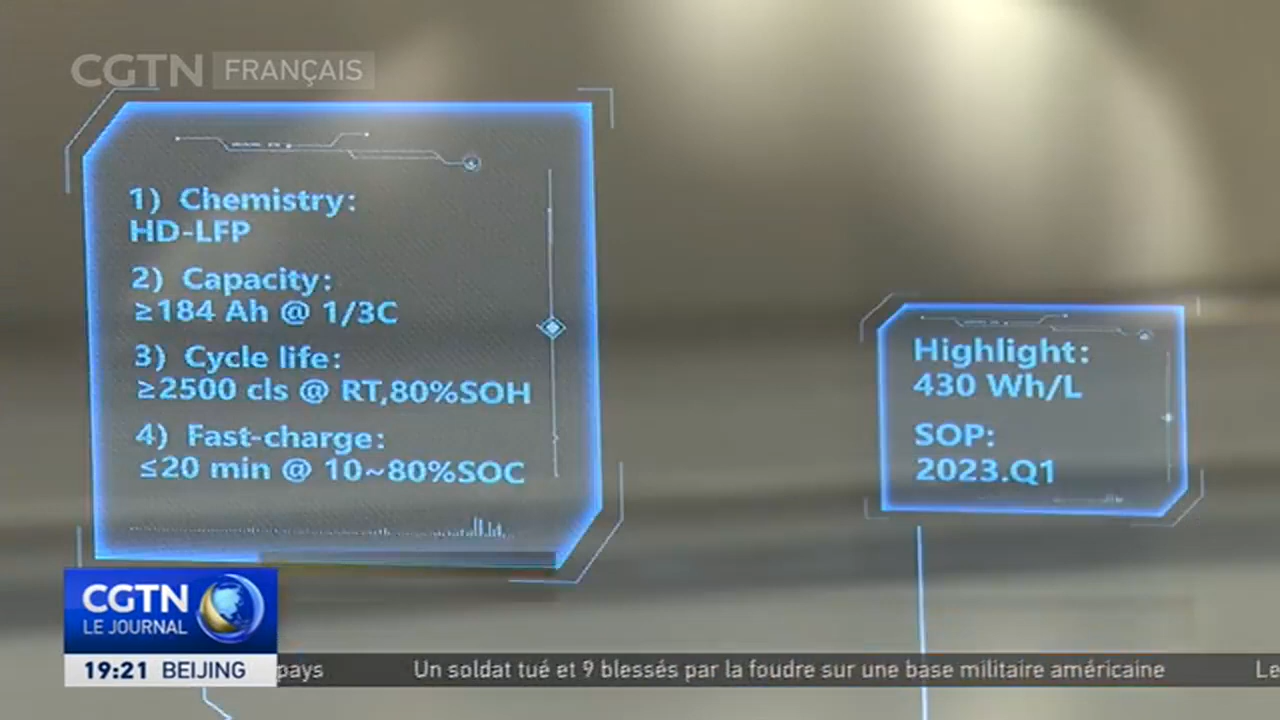 CGTN FRANÇAIS
1) Chemistry:
HD-LFP
2) Capacity:
≥184 Ah @ 1/3C
3) Cycle life:
≥2500 cls @ RT,80%SOH
4) Fast-charge:
≤20 min @ 10~80%SOC
Highlight:
430 Wh/L
SOP:
2023.Q1
CGTN
LE JOURNAL
19:21 BEIJING
pays Un soldat tué et 9 blessés par la foudre sur une base militaire américaine Le